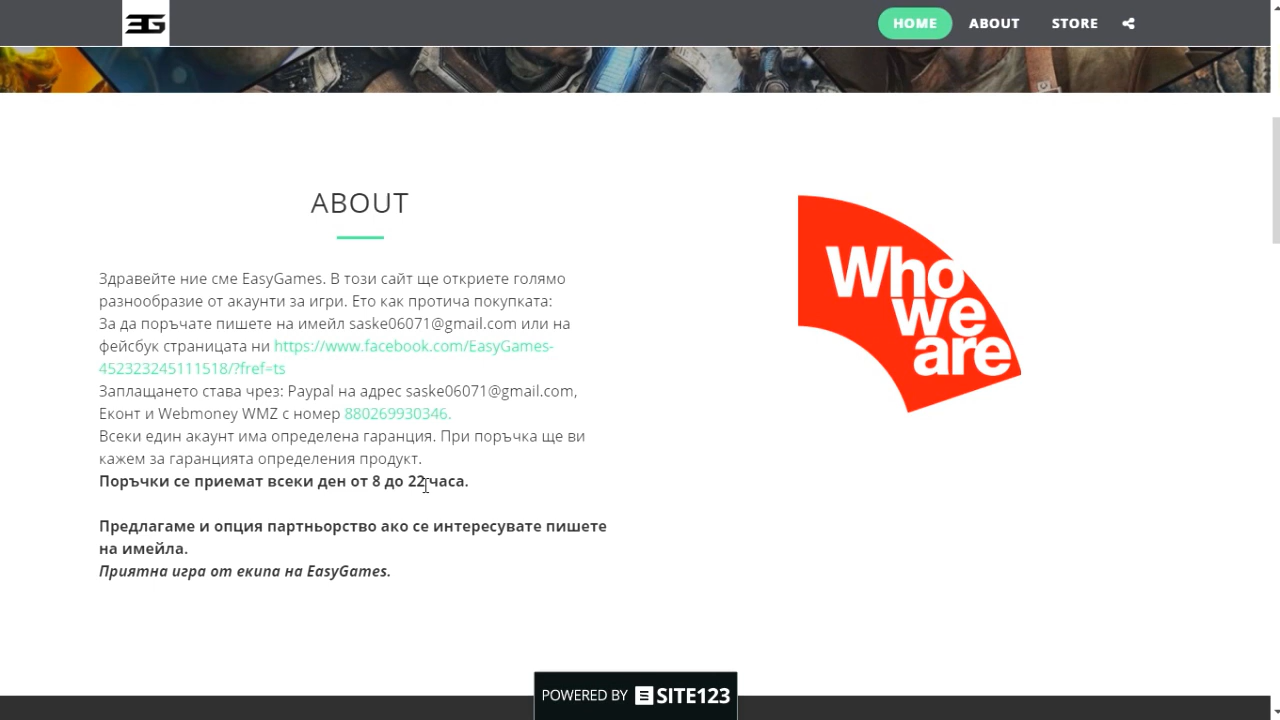 EG
HOME
ABOUT
STORE
ABOUT
Здравейте ние сме EasyGames. В този сайт ще откриете голямо
разнообразие от акаунти за игри. Ето как протича покупката:
За да поръчате пишете на имейл saske06071@gmail.com или на
фейсбук страницата ни https://www.facebook.com/EasyGames-
452323245111518/?fref=ts
Заплащането става чрез: Paypal на адрес saske06071@gmail.com,
Еконт и Webmoney WMZ с номер 880269930346.
Всеки един акаунт има определена гаранция. При поръчка ще ви
кажем за гаранцията определения продукт.
Поръчки се приемат всеки ден от 8 до 22 часа.
Предлагаме и опция партньорство ако се интересувате пишете
на имейла.
Приятна игра от екипа на EasyGames.
Who
we
are
POWERED BY SITE123